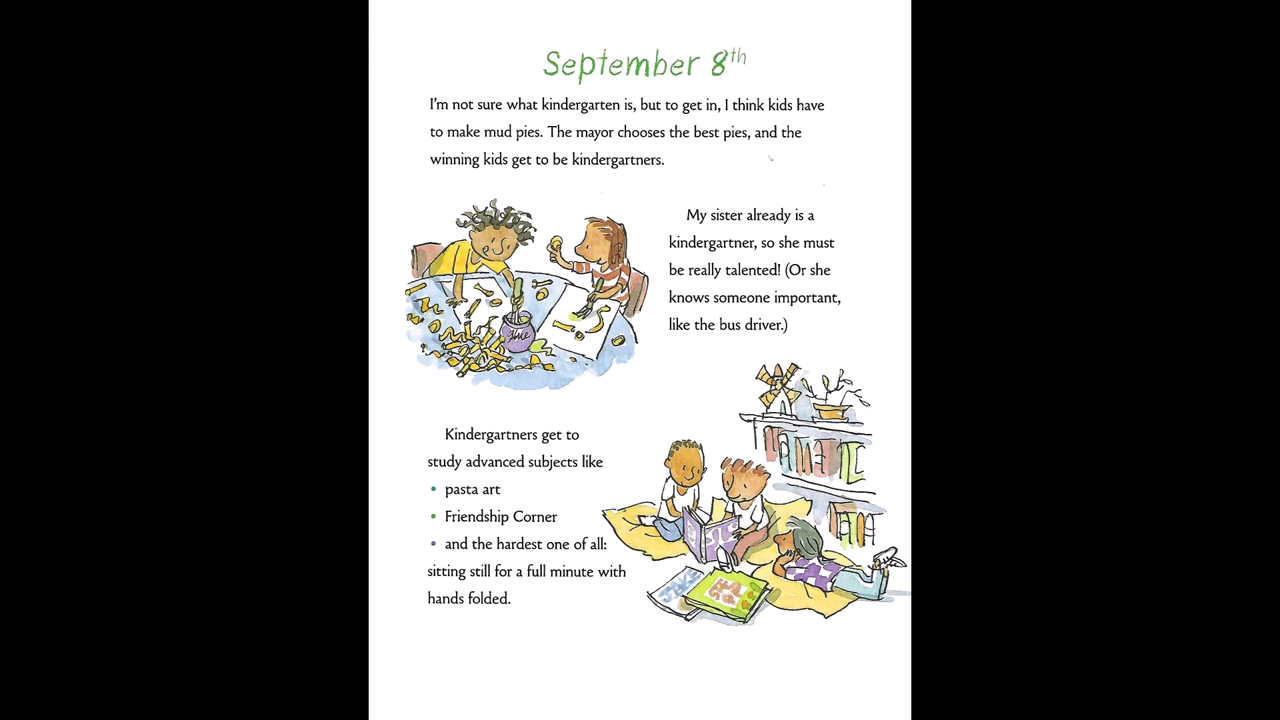 September 8th
I'm not sure what kindergarten is, but to get in, I think kids have
to make mud pies. The mayor chooses the best pies, and the
winning kids get to be kindergartners.
My sister already is a
kindergartner, so she must
be really talented! (Or she
knows someone important,
like the bus driver.)
Glue
Kindergartners get to
study advanced subjects like
• pasta art
• Friendship Corner
• and the hardest one of all:
sitting still for a full minute with
hands folded.